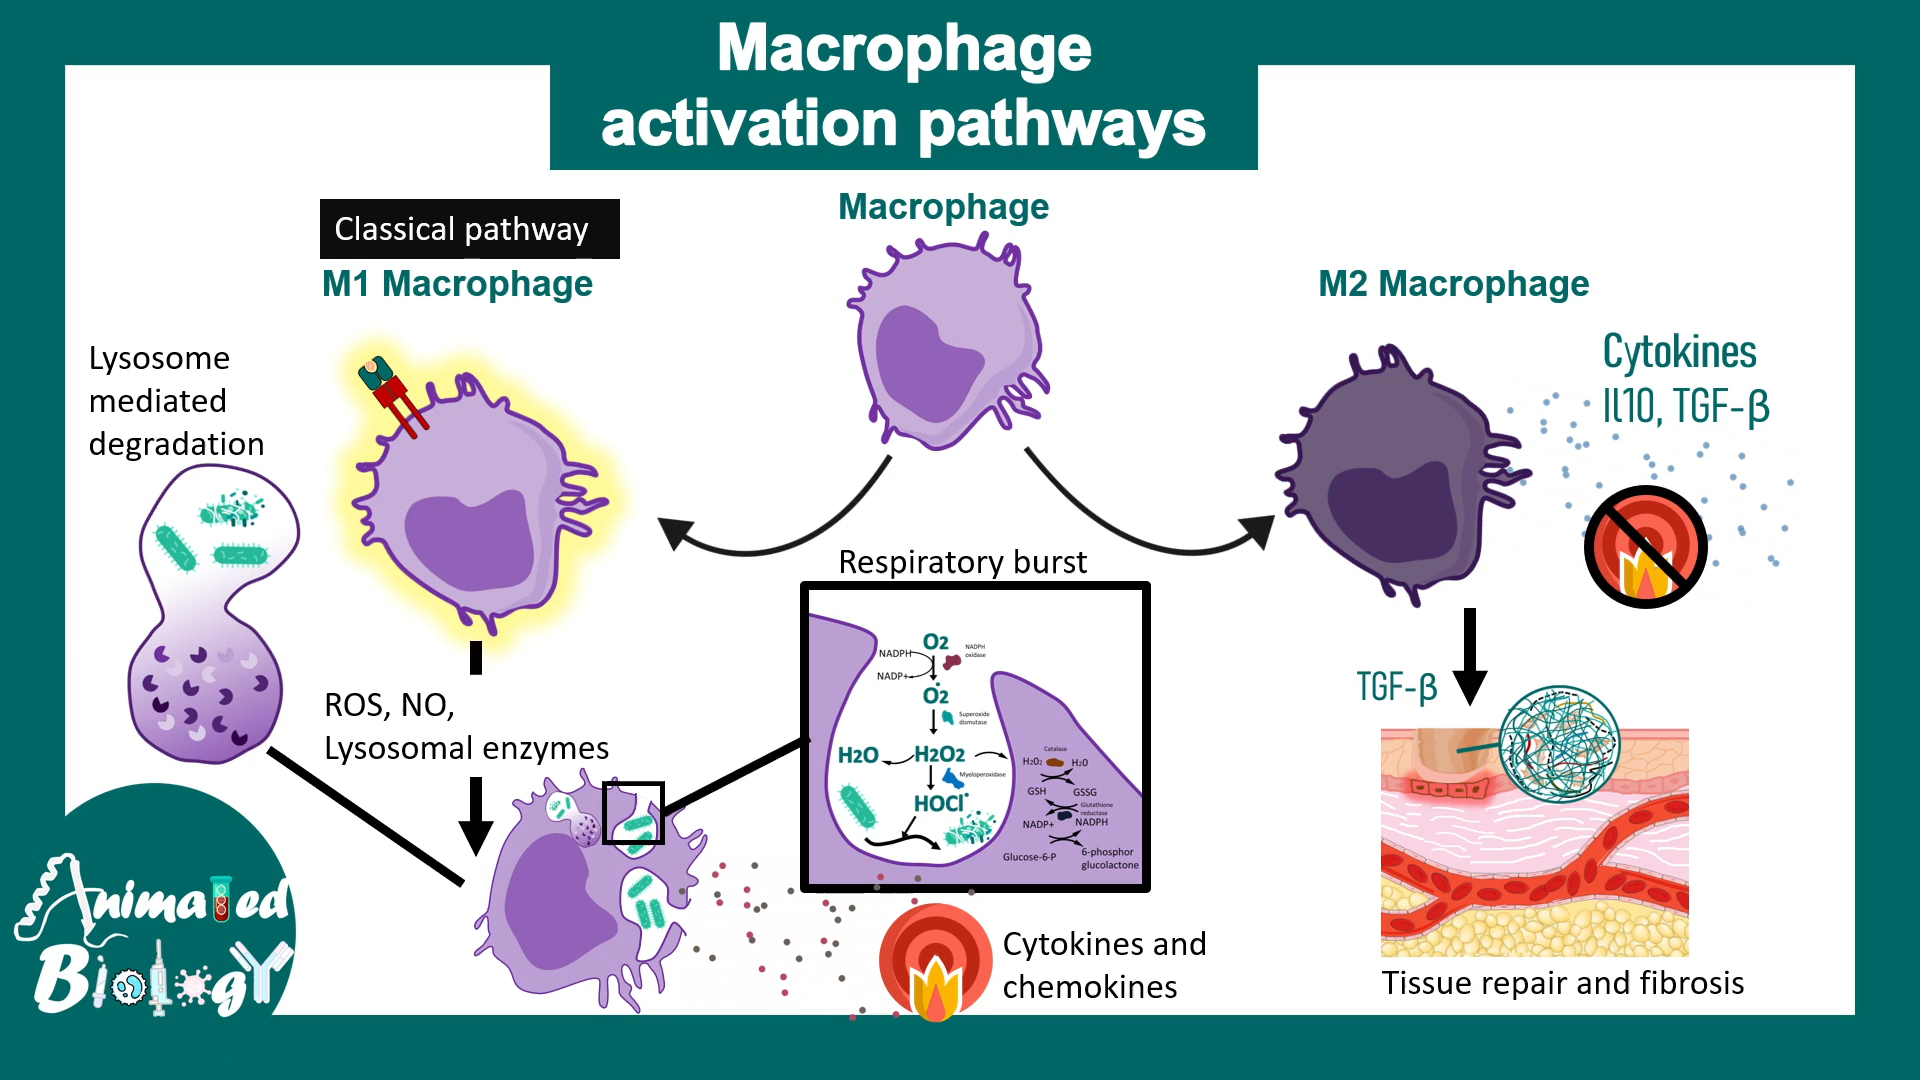 Macrophage
activation pathways
Classical pathway
M1 Macrophage
Macrophage
M2 Macrophage
Lysosome
mediated
degradation
Cytokines
Il10, TGF-β
ROS, NO,
Lysosomal enzymes
Respiratory burst
O2
NADPH
NADPH
oxidase
NADP+
O2
Superoxide
dismutase
H2O
H2O2
Myeloperoxidase
HOCl
Catalase
H2O2
H2O
GSH
GSSG
Glutathione
reductase
NADP+
NADPH
Glucose-6-P
6-phosphor
glucolactone
TGF-β
Cytokines and
chemokines
Tissue repair and fibrosis
Animated
Biology